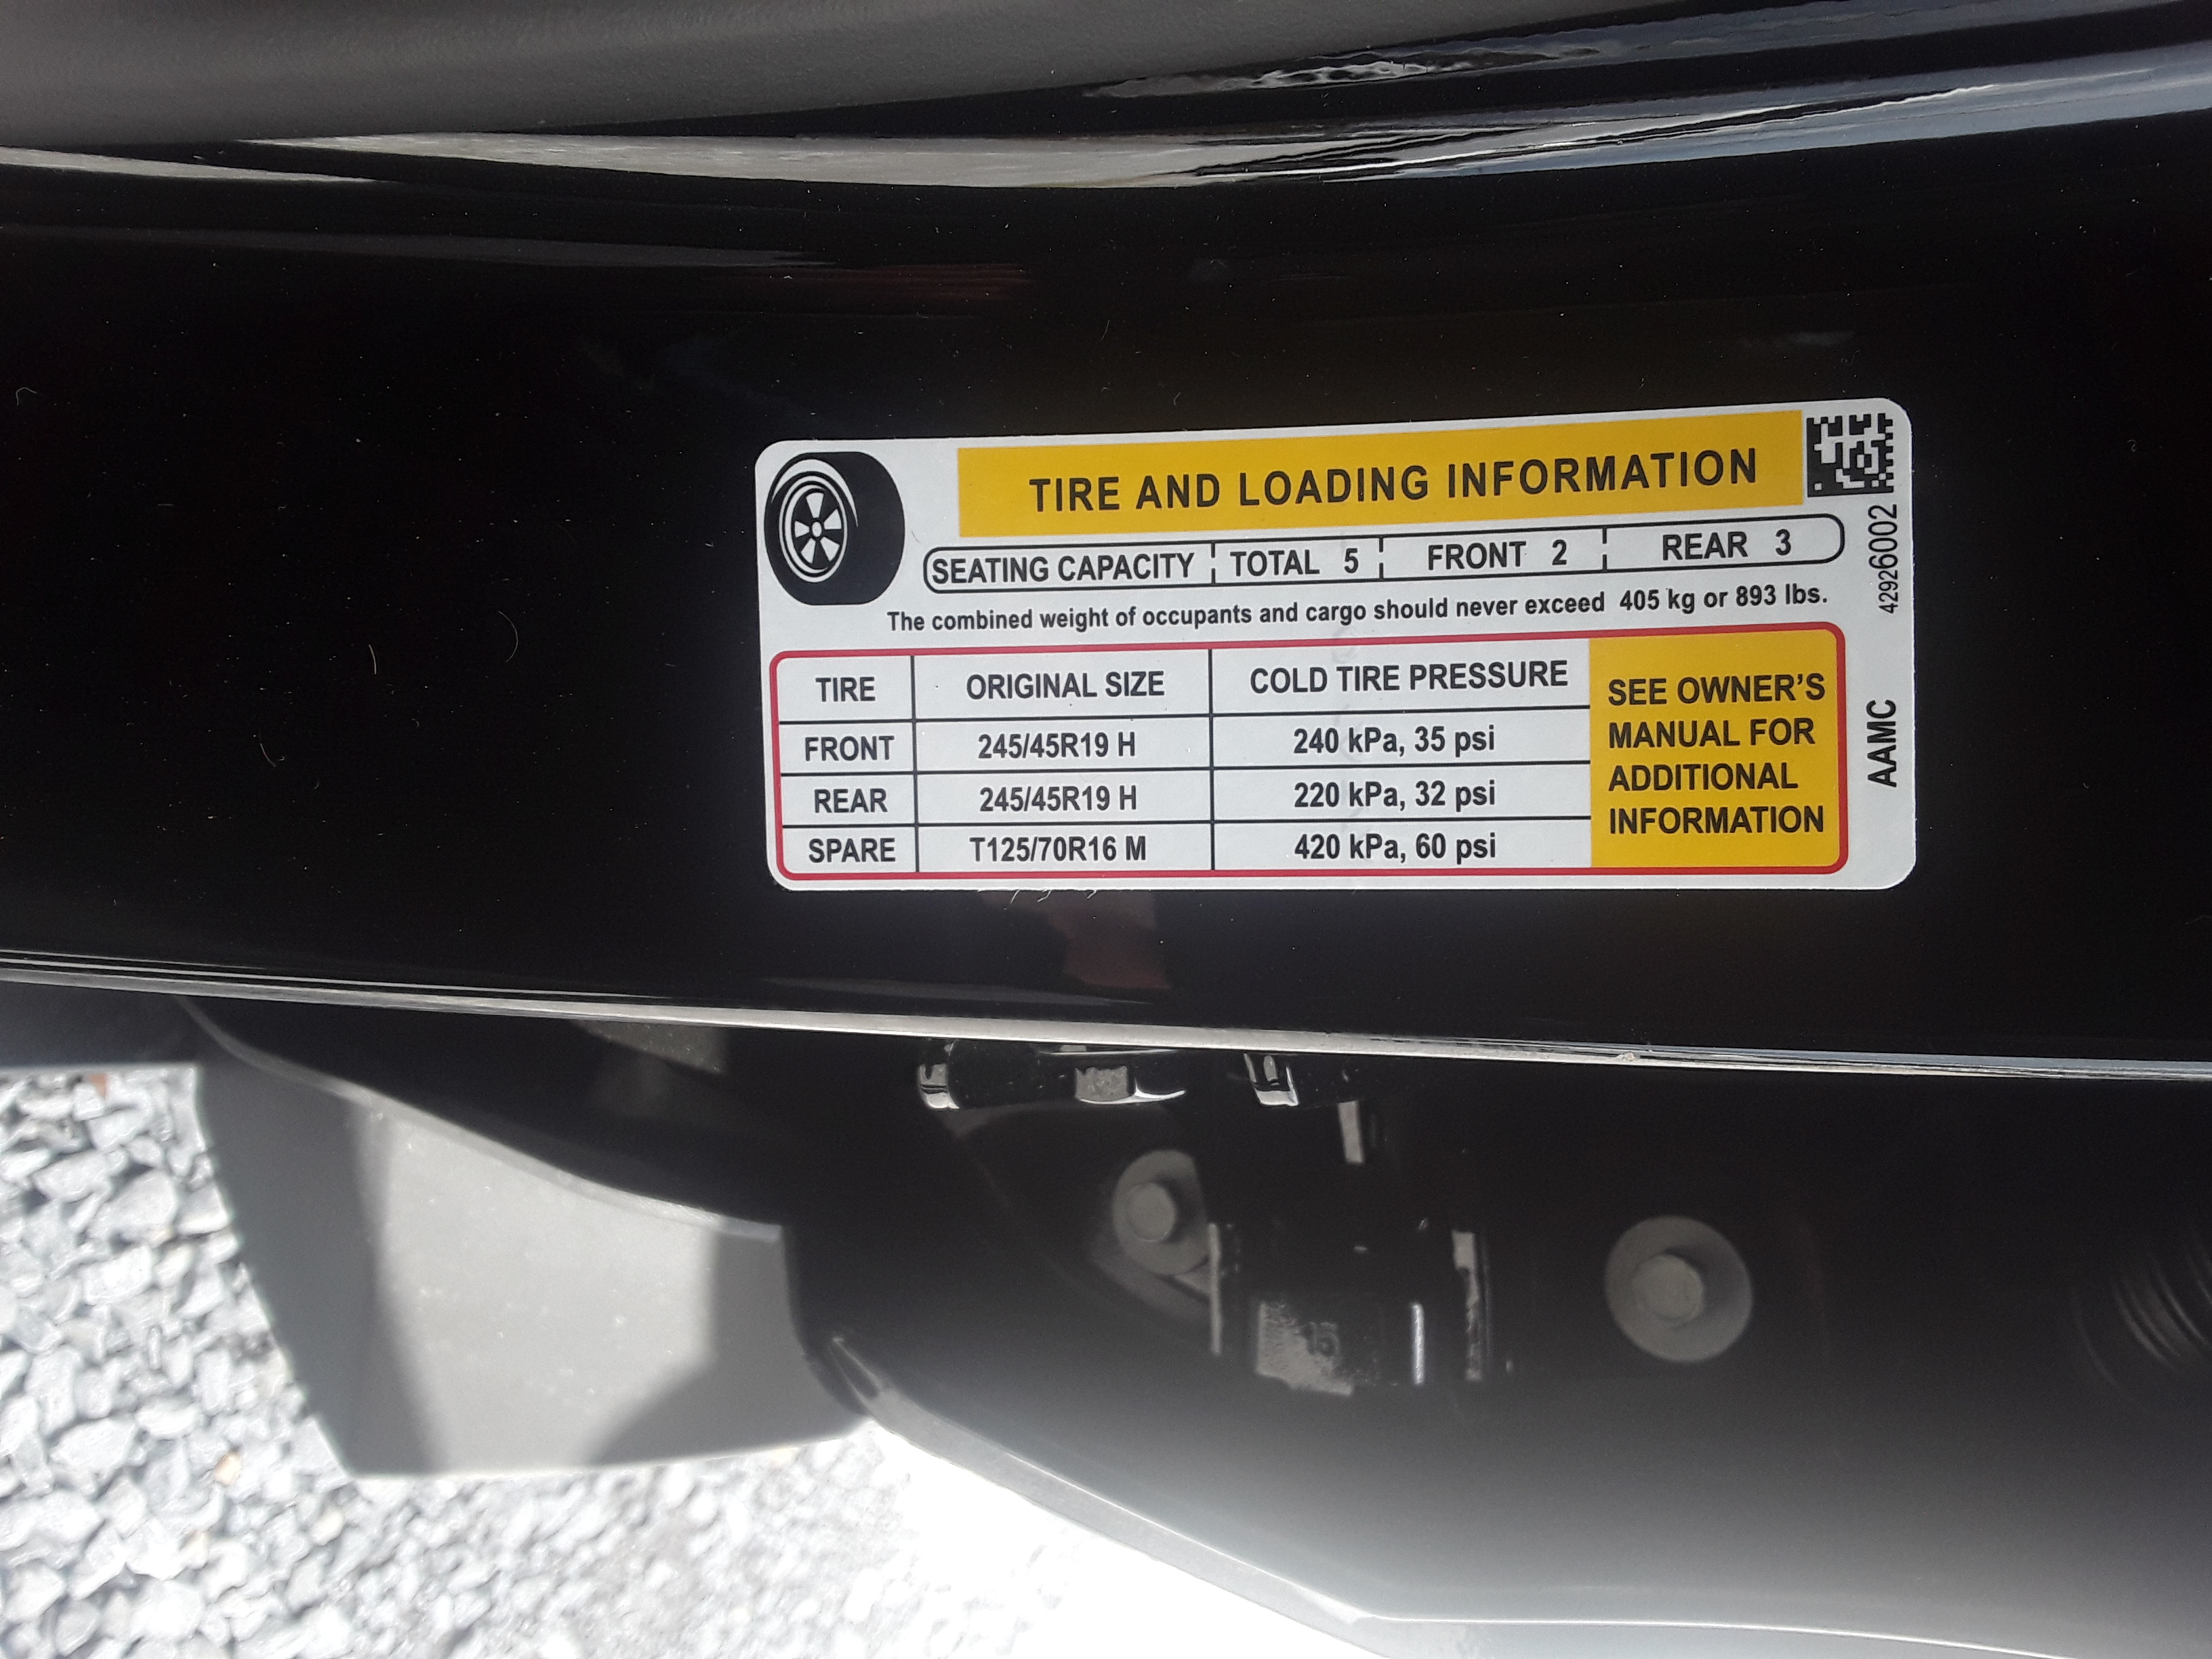 TIRE AND LOADING INFORMATION
SEATING CAPACITY TOTAL 5 FRONT 2 REAR 3
The combined weight of occupants and cargo should never exceed 405 kg or 893 lbs.
TIRE ORIGINAL SIZE COLD TIRE PRESSURE
FRONT 245/45R19 H 240 kPa, 35 psi
REAR 245/45R19 H 220 kPa, 32 psi
SPARE T125/70R16 M 420 kPa, 60 psi
SEE OWNER'S
MANUAL FOR
ADDITIONAL
INFORMATION
42926002
AAMC